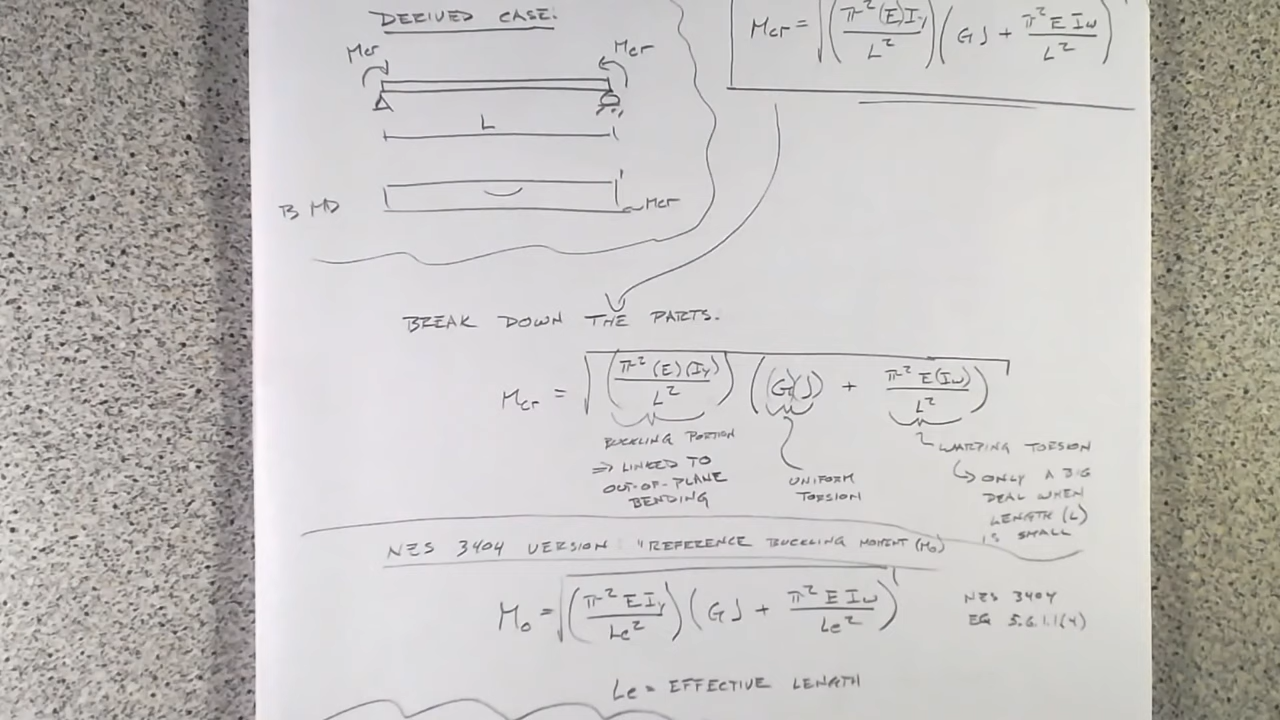 DERIVED CASE:
Mcr = √((π²(E)Iy / L²)(GJ + π²EIω / L²))
Mcr Mcr
L
BMD
Mcr
BREAK DOWN THE PARTS.
Mcr = √((π²(E)(Iy) / L²)((G)(J) + π²E(Iω) / L²))
BUCKLING PORTION
⇒ LINKED TO
OUT-OF-PLANE
BENDING
UNIFORM
TORSION
WARPING TORSION
↳ ONLY A BIG
DEAL WHEN
LENGTH (L)
IS SMALL
NZS 3404 VERSION: "REFERENCE BUCKLING MOMENT (Mo)
Mo = √((π²EIy / Le²)(GJ + π²EIω / Le²))
NZS 3404
EQ 5.6.1.1(4)
Le = EFFECTIVE LENGTH